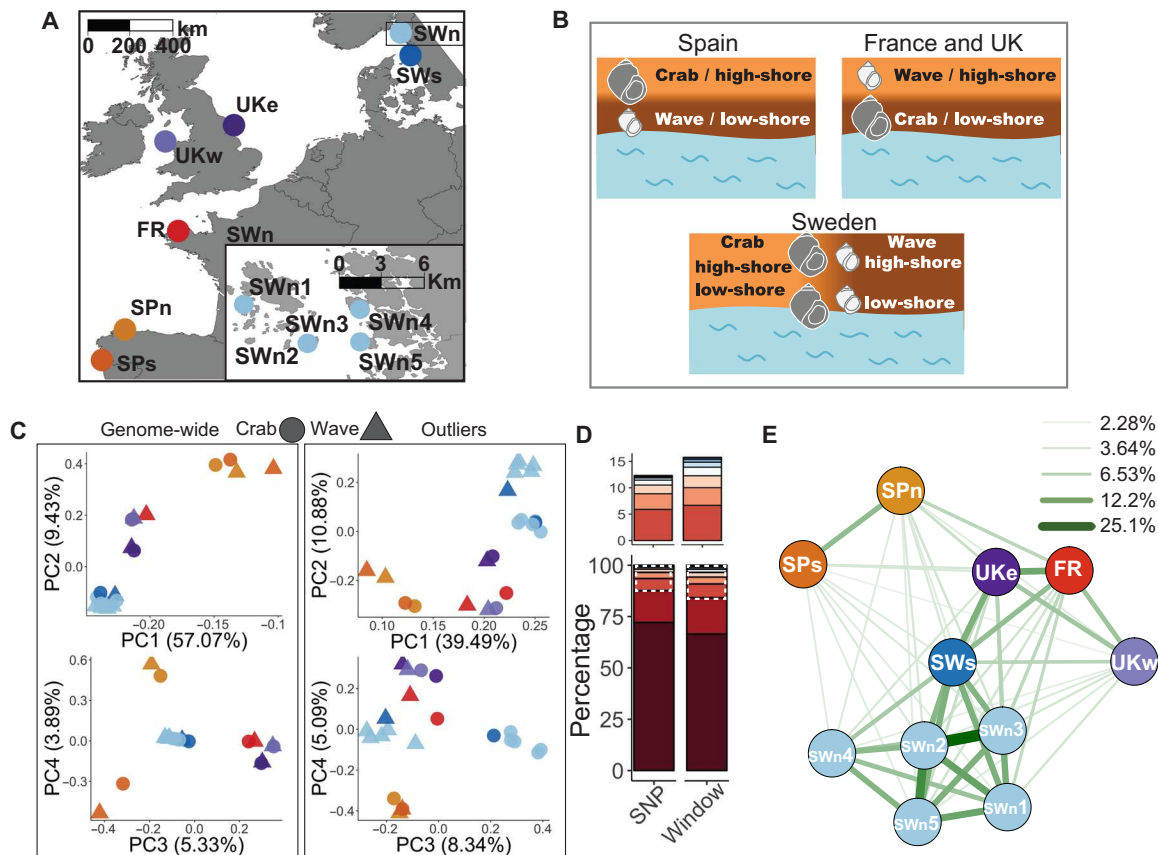 A
km
0 200 400
SWn
SWs
UKe
UKw
FR
SWn
SPn
SPs
0 3 6
Km
SWn1
SWn3
SWn4
SWn2
SWn5
B
Spain
France and UK
Crab / high-shore
Wave / low-shore
Wave / high-shore
Crab / low-shore
Sweden
Crab
high-shore
low-shore
Wave
high-shore
low-shore
C
Genome-wide Crab Wave Outliers
PC2 (9.43%)
0.4
0.2
0.0
−0.20 −0.15 −0.1
PC1 (57.07%)
PC2 (10.88%)
0.2
0.0
−0.2
0.10 0.15 0.20 0.25
PC1 (39.49%)
PC4 (3.89%)
0.6
0.3
0.0
−0.3
−0.4 −0.2 0.0 0.2
PC3 (5.33%)
PC4 (5.09%)
0.2
0.0
−0.2
−0.4
−0.2 0.0 0.2 0.4
PC3 (8.34%)
D
15
10
5
0
Percentage
100
75
50
25
0
SNP
Window
E
2.28%
3.64%
6.53%
12.2%
25.1%
SPn
SPs
UKe
FR
SWs
UKw
SWn4
SWn2
SWn3
SWn5
SWn1